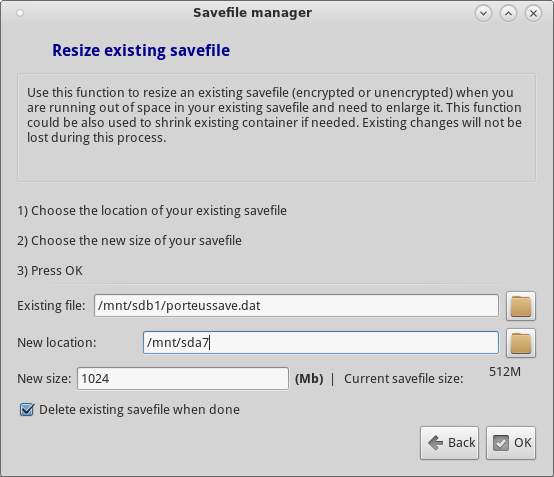 Savefile manager
Resize existing savefile
Use this function to resize an existing savefile (encrypted or unencrypted) when you
are running out of space in your existing savefile and need to enlarge it. This function
could be also used to shrink existing container if needed. Existing changes will not be
lost during this process.
1) Choose the location of your existing savefile
2) Choose the new size of your savefile
3) Press OK
Existing file: /mnt/sdb1/porteussave.dat
New location: /mnt/sda7
New size: 1024 (Mb) | Current savefile size: 512M
Delete existing savefile when done
Back OK